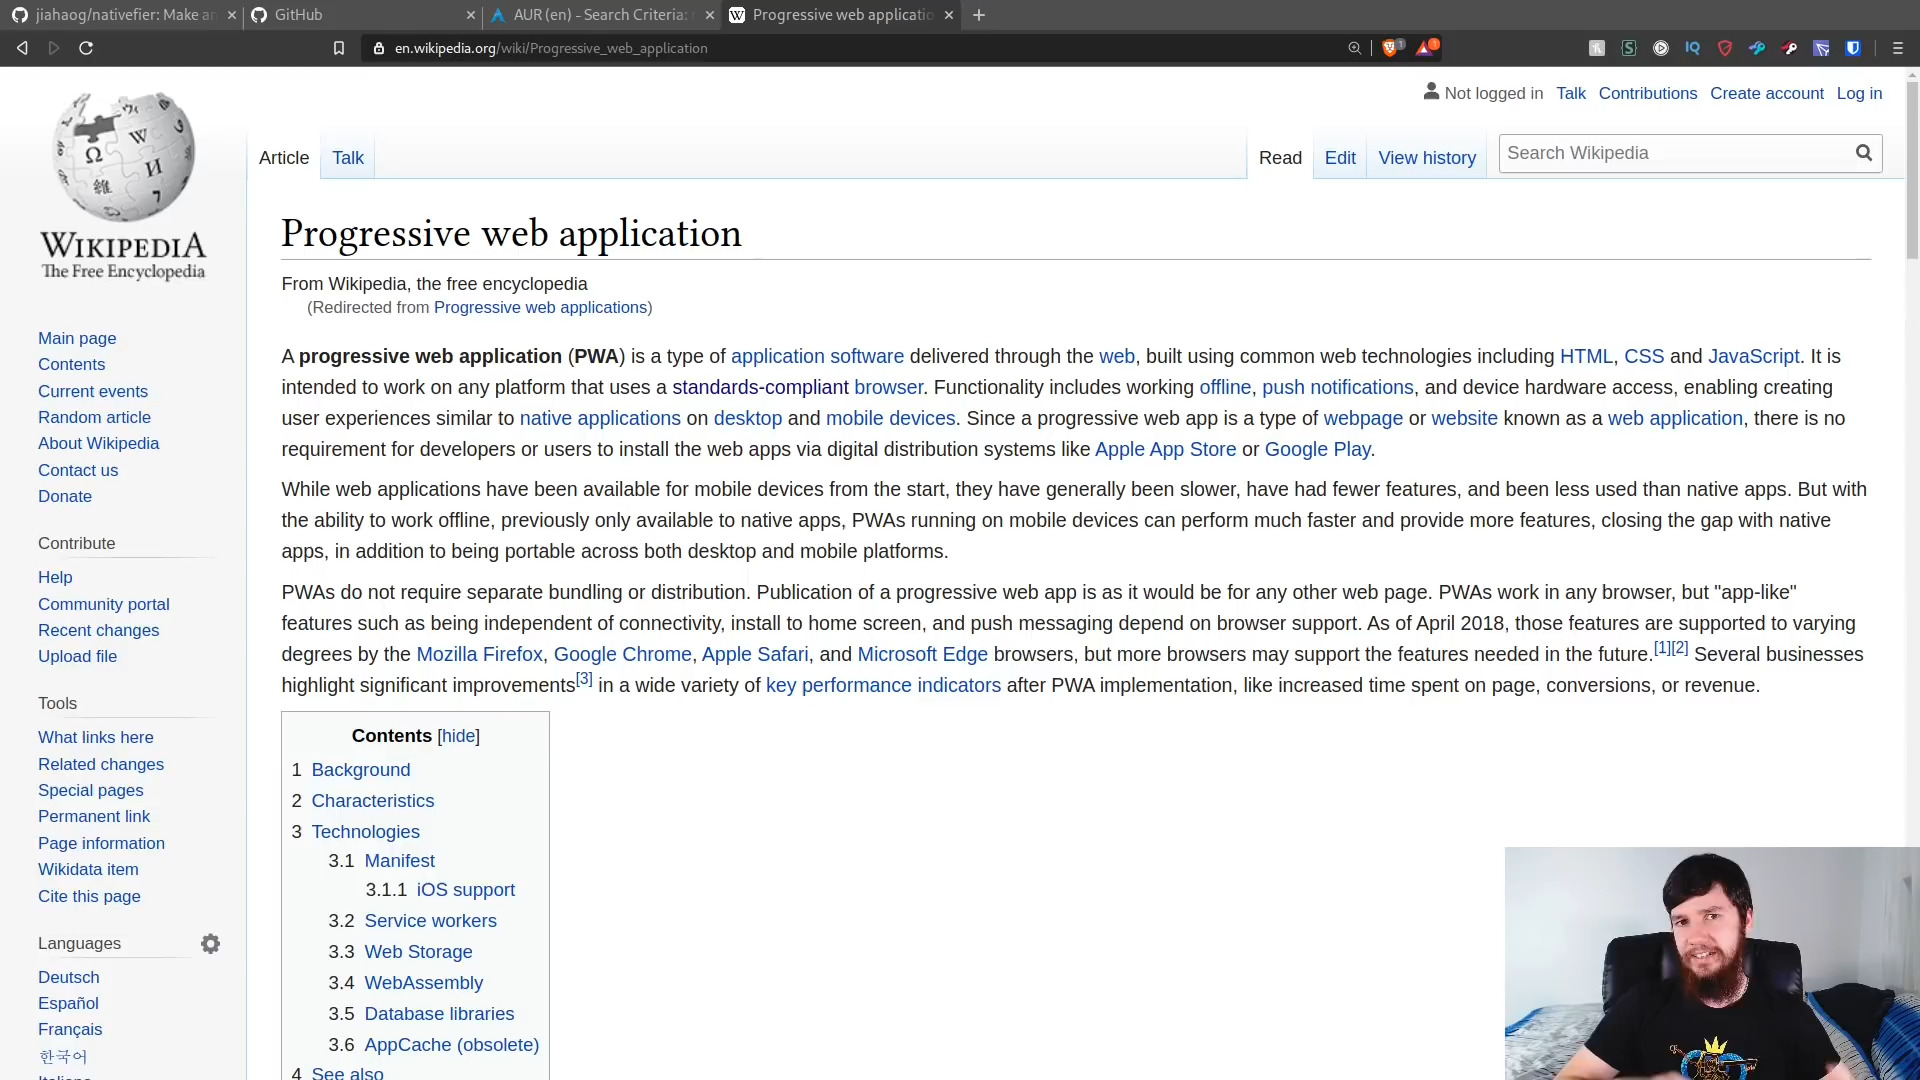 jiahaog/nativefier: Make an
GitHub
AUR (en) - Search Criteria:
Progressive web applicatio
en.wikipedia.org/wiki/Progressive_web_application
Not logged in Talk Contributions Create account Log in
Article Talk
Read Edit View history
Search Wikipedia
WIKIPEDIA
The Free Encyclopedia
Main page
Contents
Current events
Random article
About Wikipedia
Contact us
Donate
Contribute
Help
Community portal
Recent changes
Upload file
Tools
What links here
Related changes
Special pages
Permanent link
Page information
Wikidata item
Cite this page
Languages
Deutsch
Español
Français
한국어
Progressive web application
From Wikipedia, the free encyclopedia
(Redirected from Progressive web applications)
A progressive web application (PWA) is a type of application software delivered through the web, built using common web technologies including HTML, CSS and JavaScript. It is
intended to work on any platform that uses a standards-compliant browser. Functionality includes working offline, push notifications, and device hardware access, enabling creating
user experiences similar to native applications on desktop and mobile devices. Since a progressive web app is a type of webpage or website known as a web application, there is no
requirement for developers or users to install the web apps via digital distribution systems like Apple App Store or Google Play.
While web applications have been available for mobile devices from the start, they have generally been slower, have had fewer features, and been less used than native apps. But with
the ability to work offline, previously only available to native apps, PWAs running on mobile devices can perform much faster and provide more features, closing the gap with native
apps, in addition to being portable across both desktop and mobile platforms.
PWAs do not require separate bundling or distribution. Publication of a progressive web app is as it would be for any other web page. PWAs work in any browser, but "app-like"
features such as being independent of connectivity, install to home screen, and push messaging depend on browser support. As of April 2018, those features are supported to varying
degrees by the Mozilla Firefox, Google Chrome, Apple Safari, and Microsoft Edge browsers, but more browsers may support the features needed in the future.[1][2] Several businesses
highlight significant improvements[3] in a wide variety of key performance indicators after PWA implementation, like increased time spent on page, conversions, or revenue.
Contents [hide]
1 Background
2 Characteristics
3 Technologies
3.1 Manifest
3.1.1 iOS support
3.2 Service workers
3.3 Web Storage
3.4 WebAssembly
3.5 Database libraries
3.6 AppCache (obsolete)
4 See also